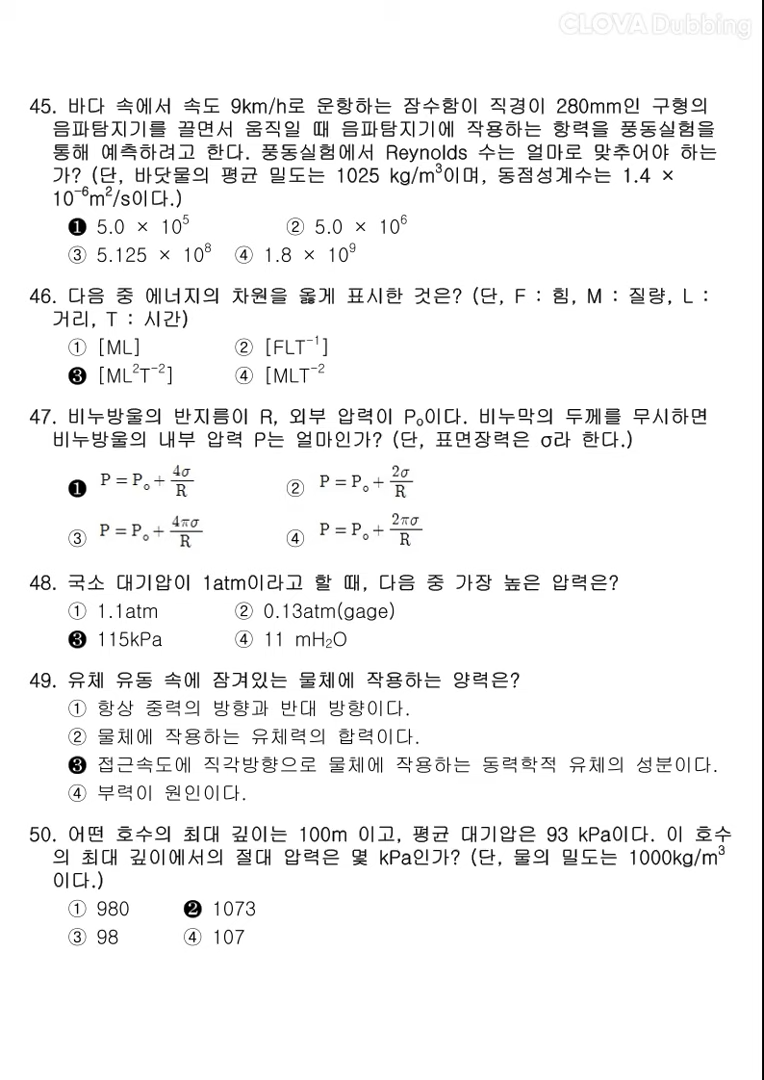 CLOVA Dubbing
45. 바다 속에서 속도 9km/h로 운항하는 잠수함이 직경이 280mm인 구형의
음파탐지기를 끌면서 움직일 때 음파탐지기에 작용하는 항력을 풍동실험을
통해 예측하려고 한다. 풍동실험에서 Reynolds 수는 얼마로 맞추어야 하는
가? (단, 바닷물의 평균 밀도는 1025 kg/m³이며, 동점성계수는 1.4 ×
10⁻⁶m²/s이다.)
❶ 5.0 × 10⁵ ② 5.0 × 10⁶
③ 5.125 × 10⁸ ④ 1.8 × 10⁹
46. 다음 중 에너지의 차원을 옳게 표시한 것은? (단, F : 힘, M : 질량, L :
거리, T : 시간)
① [ML] ② [FLT⁻¹]
❸ [ML²T⁻²] ④ [MLT⁻²
47. 비누방울의 반지름이 R, 외부 압력이 Pₒ이다. 비누막의 두께를 무시하면
비누방울의 내부 압력 P는 얼마인가? (단, 표면장력은 σ라 한다.)
❶ P = Pₒ + 4σ/R ② P = Pₒ + 2σ/R
③ P = Pₒ + 4πσ/R ④ P = Pₒ + 2πσ/R
48. 국소 대기압이 1atm이라고 할 때, 다음 중 가장 높은 압력은?
① 1.1atm ② 0.13atm(gage)
❸ 115kPa ④ 11 mH₂O
49. 유체 유동 속에 잠겨있는 물체에 작용하는 양력은?
① 항상 중력의 방향과 반대 방향이다.
② 물체에 작용하는 유체력의 합력이다.
❸ 접근속도에 직각방향으로 물체에 작용하는 동력학적 유체의 성분이다.
④ 부력이 원인이다.
50. 어떤 호수의 최대 깊이는 100m 이고, 평균 대기압은 93 kPa이다. 이 호수
의 최대 깊이에서의 절대 압력은 몇 kPa인가? (단, 물의 밀도는 1000kg/m³
이다.)
① 980 ❷ 1073
③ 98 ④ 107